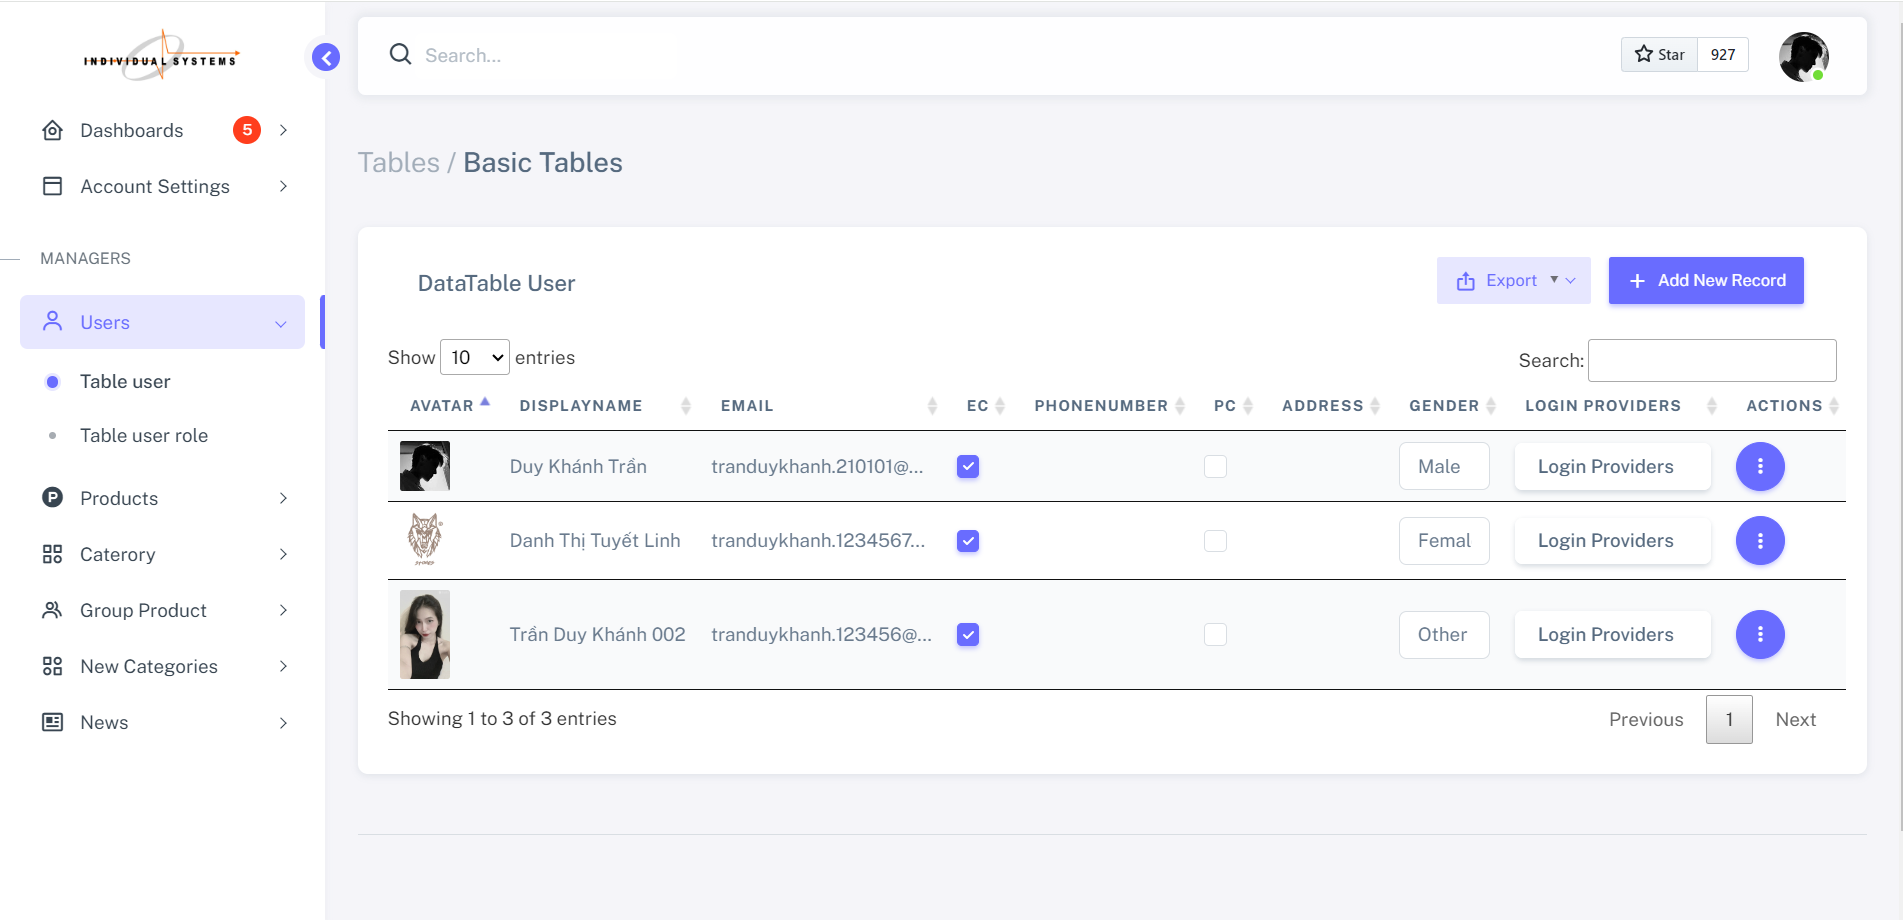 INDIVIDUAL SYSTEMS
Search...
Star 927
Dashboards 5
Account Settings
MANAGERS
Users
Table user
Table user role
Products
Caterory
Group Product
New Categories
News
Tables / Basic Tables
DataTable User
Export
Add New Record
Show 10 entries
Search:
AVATAR DISPLAYNAME EMAIL EC PHONENUMBER PC ADDRESS GENDER LOGIN PROVIDERS ACTIONS
Duy Khánh Trần tranduykhanh.210101@... Male Login Providers
Danh Thị Tuyết Linh tranduykhanh.1234567... Femal Login Providers
Trần Duy Khánh 002 tranduykhanh.123456@... Other Login Providers
Showing 1 to 3 of 3 entries
Previous 1 Next